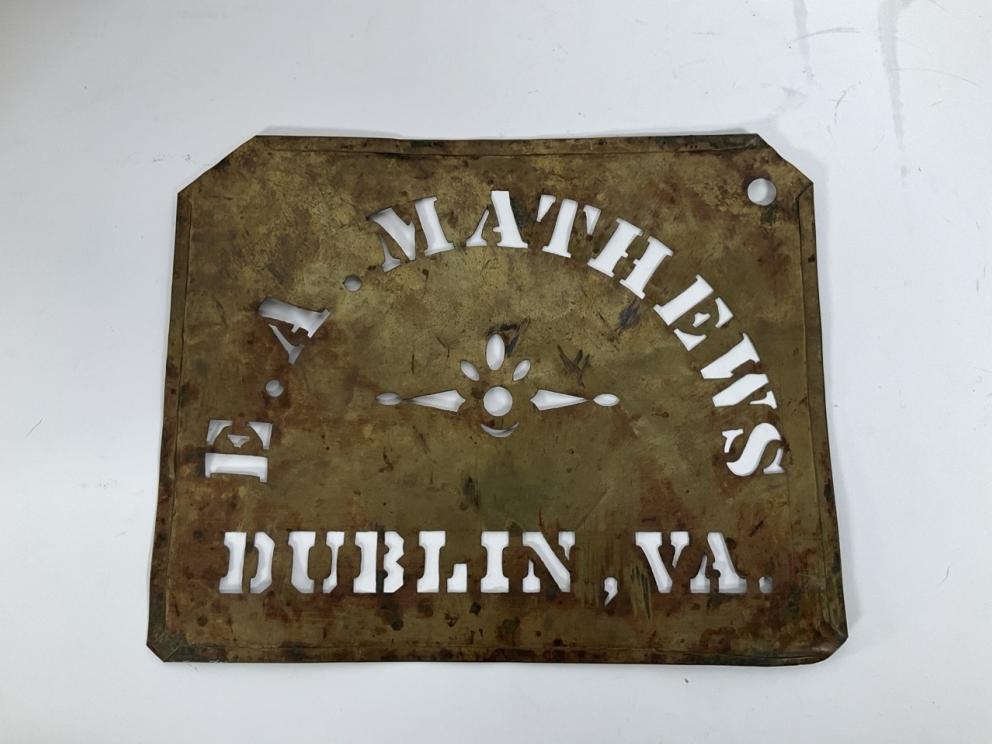 E. A. MATHEWS
DUBLIN, VA.